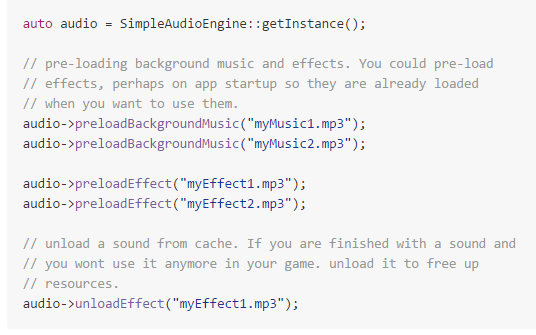 auto audio = SimpleAudioEngine::getInstance();
// pre-loading background music and effects. You could pre-load
// effects, perhaps on app startup so they are already loaded
// when you want to use them.
audio->preloadBackgroundMusic("myMusic1.mp3");
audio->preloadBackgroundMusic("myMusic2.mp3");
audio->preloadEffect("myEffect1.mp3");
audio->preloadEffect("myEffect2.mp3");
// unload a sound from cache. If you are finished with a sound and
// you wont use it anymore in your game. unload it to free up
// resources.
audio->unloadEffect("myEffect1.mp3");